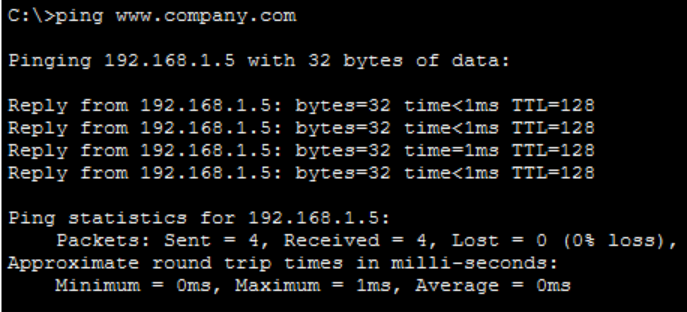 C:\>ping www.company.com
Pinging 192.168.1.5 with 32 bytes of data:
Reply from 192.168.1.5: bytes=32 time<1ms TTL=128
Reply from 192.168.1.5: bytes=32 time<1ms TTL=128
Reply from 192.168.1.5: bytes=32 time=1ms TTL=128
Reply from 192.168.1.5: bytes=32 time<1ms TTL=128
Ping statistics for 192.168.1.5:
    Packets: Sent = 4, Received = 4, Lost = 0 (0% loss),
Approximate round trip times in milli-seconds:
    Minimum = 0ms, Maximum = 1ms, Average = 0ms